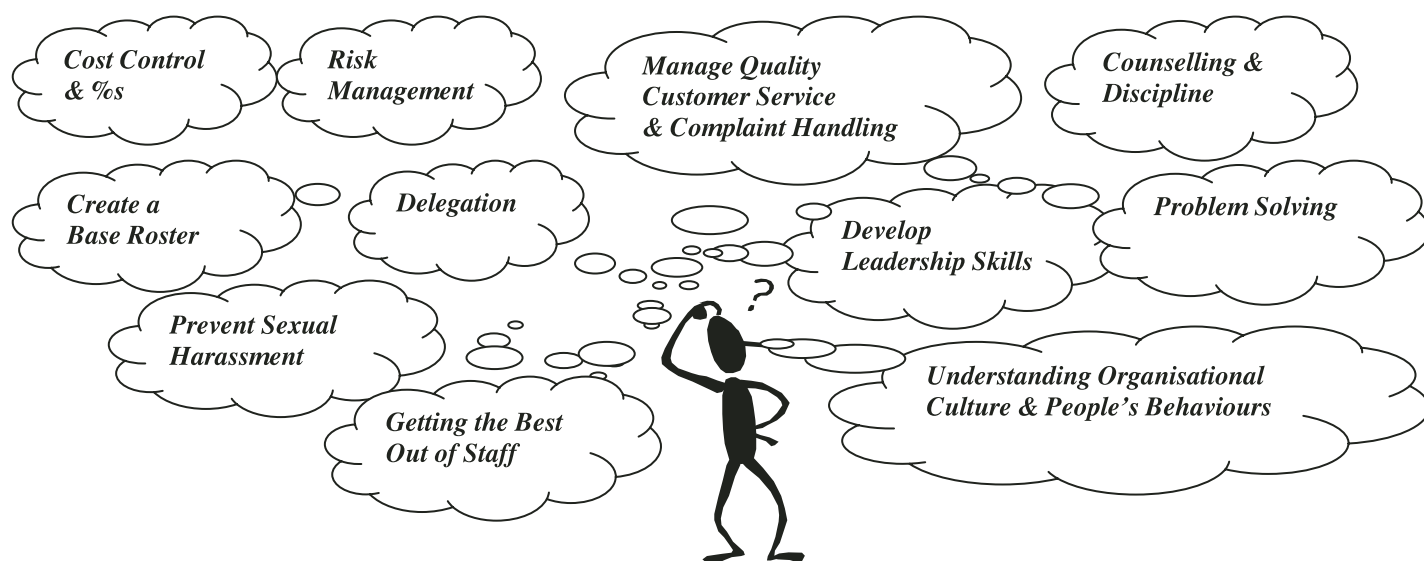 Cost Control
& %s
Risk
Management
Manage Quality
Customer Service
& Complaint Handling
Counselling &
Discipline
Create a
Base Roster
Delegation
Develop
Leadership Skills
Problem Solving
Prevent Sexual
Harassment
?
Getting the Best
Out of Staff
Understanding Organisational
Culture & People’s Behaviours